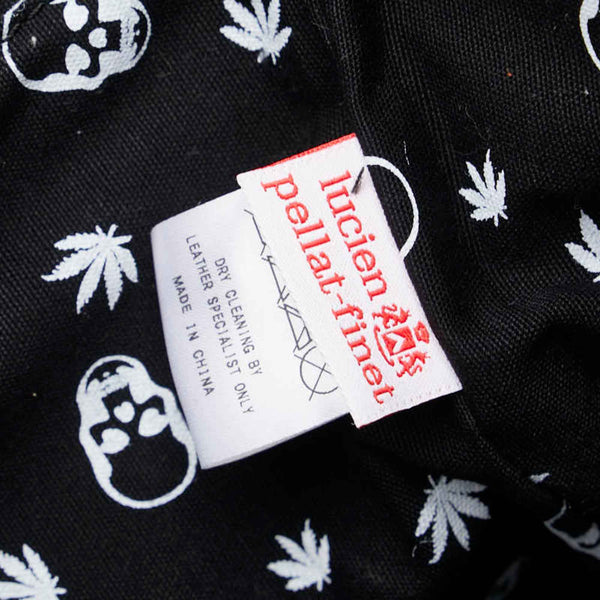 lucien
pellat-finet
DRY CLEANING BY
LEATHER SPECIALIST ONLY
MADE IN CHINA